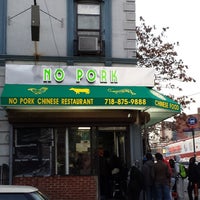 NO PORK
NO PORK CHINESE RESTAURANT 718-875-9888 CHINESE FOOD